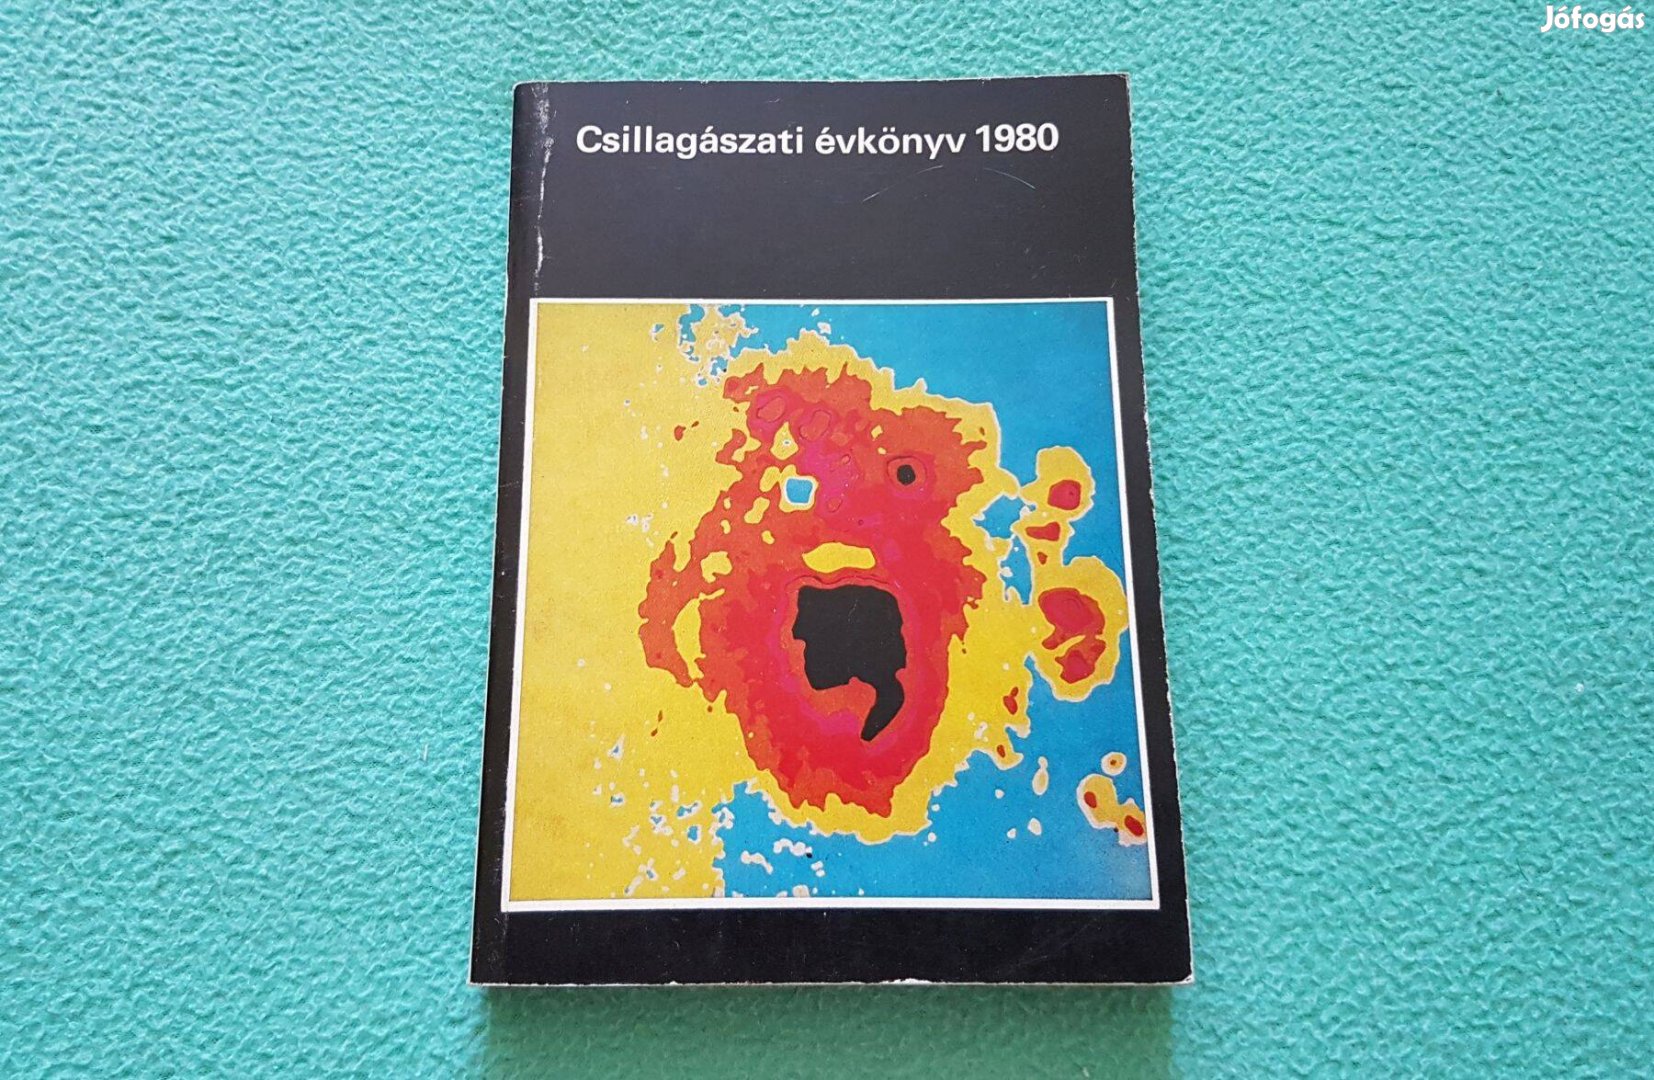 Jófogás
Csillagászati évkönyv 1980